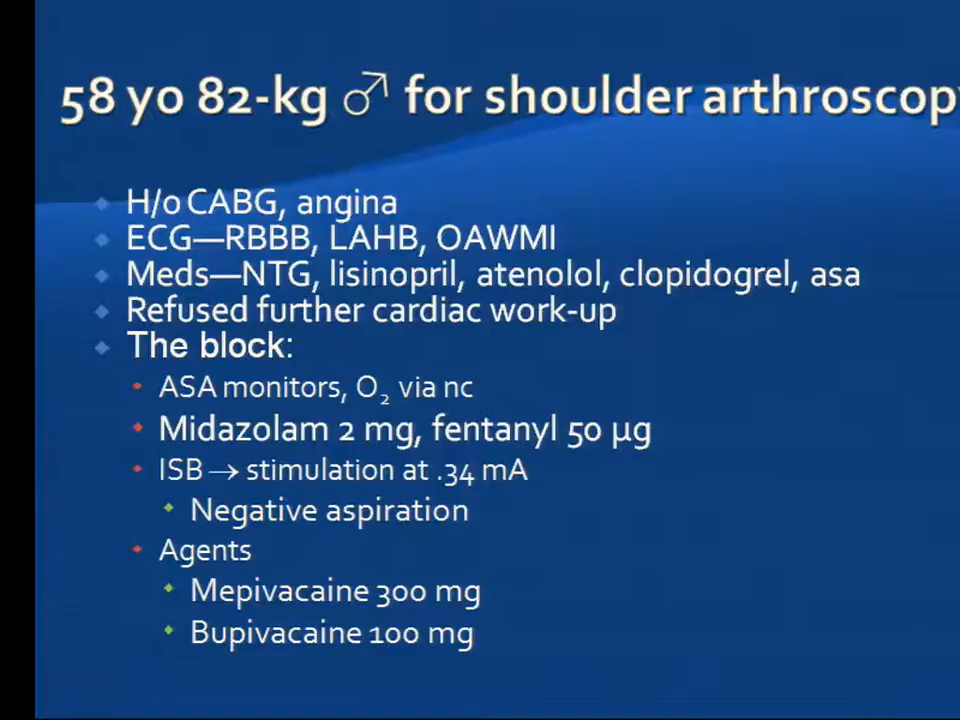 58 yo 82-kg ♂ for shoulder arthroscopy
H/o CABG, angina
ECG—RBBB, LAHB, OAWMI
Meds—NTG, lisinopril, atenolol, clopidogrel, asa
Refused further cardiac work-up
The block:
ASA monitors, O₂ via nc
Midazolam 2 mg, fentanyl 50 μg
ISB → stimulation at .34 mA
Negative aspiration
Agents
Mepivacaine 300 mg
Bupivacaine 100 mg